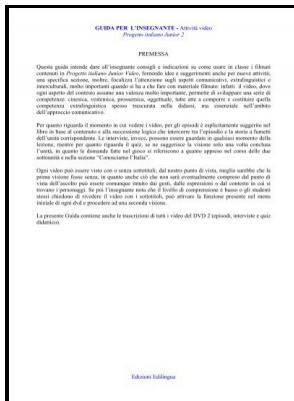 GUIDA PER L'INSEGNANTE - Attività video
Progetto italiano Junior 2
PREMESSA
Questa guida intende dare all'insegnante consigli e indicazioni su come usare in classe i filmati
contenuti in Progetto italiano Junior Video, fornendo idee e suggerimenti anche per nuove attività;
una specifica sezione, inoltre, focalizza l'attenzione sugli aspetti comunicativi, extralinguistici e
interculturali, molto importanti quando si ha a che fare con materiale filmato: infatti il video, dove
ogni aspetto del contesto assume una valenza molto importante, permette di sviluppare una serie di
competenze: cinesica, vestemica, prossemica, oggettuale, tutte atte a comporre e costituire quella
competenza extralinguistica spesso trascurata nella didassi, ma essenziale nell'ambito
dell'approccio comunicativo.
Per quanto riguarda il momento in cui vedere i video, per gli episodi è esplicitamente suggerito nel
libro in base al contenuto e alla successione logica che intercorre tra l'episodio e la storia a fumetti
dell'unità corrispondente. Le interviste, invece, possono essere guardate in qualsiasi momento della
lezione, mentre per quanto riguarda il quiz, se ne suggerisce la visione solo una volta conclusa
l'unità, in quanto le domande fatte nel gioco si riferiscono a quanto appreso nel corso delle due
sottounità e nella sezione "Conosciamo l'Italia".
Ogni video può essere visto con o senza sottotitoli; dal nostro punto di vista, meglio sarebbe che la
prima visione fosse senza, in quanto anche ciò che non sarà eventualmente compreso dal punto di
vista dell'ascolto può essere comunque intuito dai gesti, dalle espressioni o dal contesto in cui si
trovano i personaggi. Se poi l'insegnante nota che il livello di comprensione è basso o gli studenti
stessi chiedono di rivedere il video con i sottotitoli, può attivare la funzione presente nel menu
iniziale di ogni dvd e procedere ad una seconda visione.
La presente Guida contiene anche le trascrizioni di tutti i video del DVD 2 (episodi, interviste e quiz
didattico).
Edizioni Edilingua